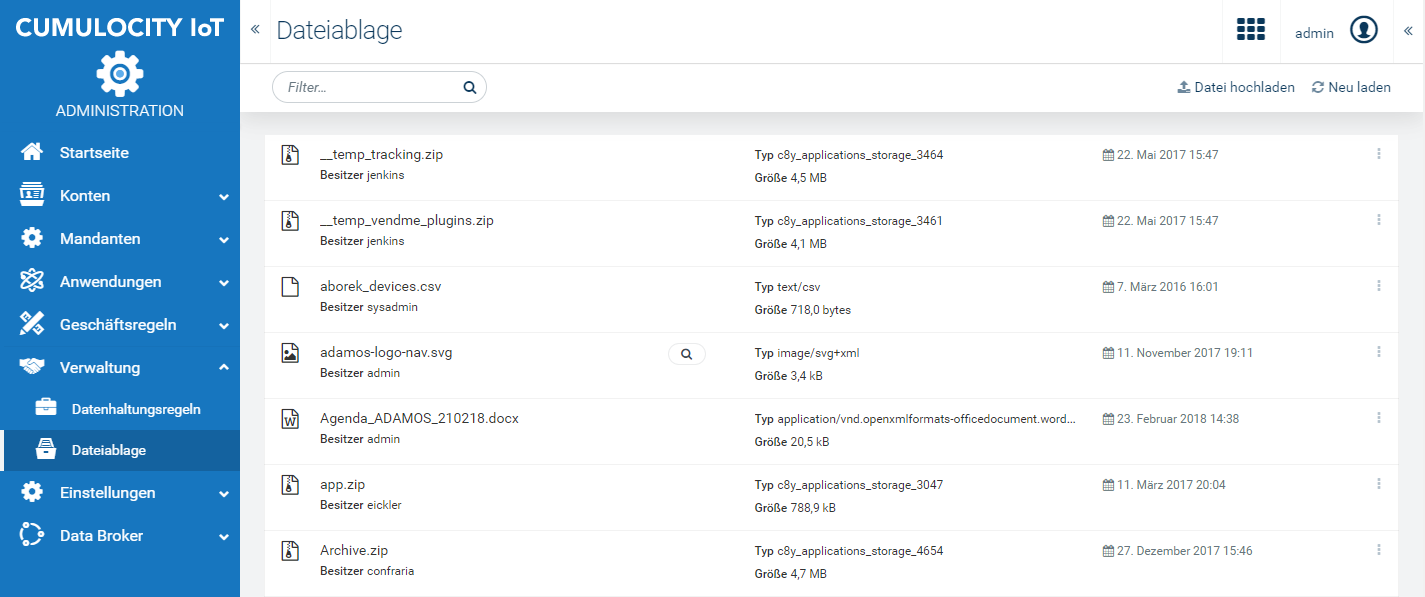 CUMULOCITY IoT
ADMINISTRATION
Startseite
Konten
Mandanten
Anwendungen
Geschäftsregeln
Verwaltung
Datenhaltungsregeln
Dateiablage
Einstellungen
Data Broker
« Dateiablage
admin «
Filter...
Datei hochladen Neu laden
__temp_tracking.zip Typ c8y_applications_storage_3464 22. Mai 2017 15:47
Besitzer jenkins Größe 4,5 MB
__temp_vendme_plugins.zip Typ c8y_applications_storage_3461 22. Mai 2017 15:47
Besitzer jenkins Größe 4,1 MB
aborek_devices.csv Typ text/csv 7. März 2016 16:01
Besitzer sysadmin Größe 718,0 bytes
adamos-logo-nav.svg Typ image/svg+xml 11. November 2017 19:11
Besitzer admin Größe 3,4 kB
Agenda_ADAMOS_210218.docx Typ application/vnd.openxmlformats-officedocument.word... 23. Februar 2018 14:38
Besitzer admin Größe 20,5 kB
app.zip Typ c8y_applications_storage_3047 11. März 2017 20:04
Besitzer eickler Größe 788,9 kB
Archive.zip Typ c8y_applications_storage_4654 27. Dezember 2017 15:46
Besitzer confraria Größe 4,7 MB